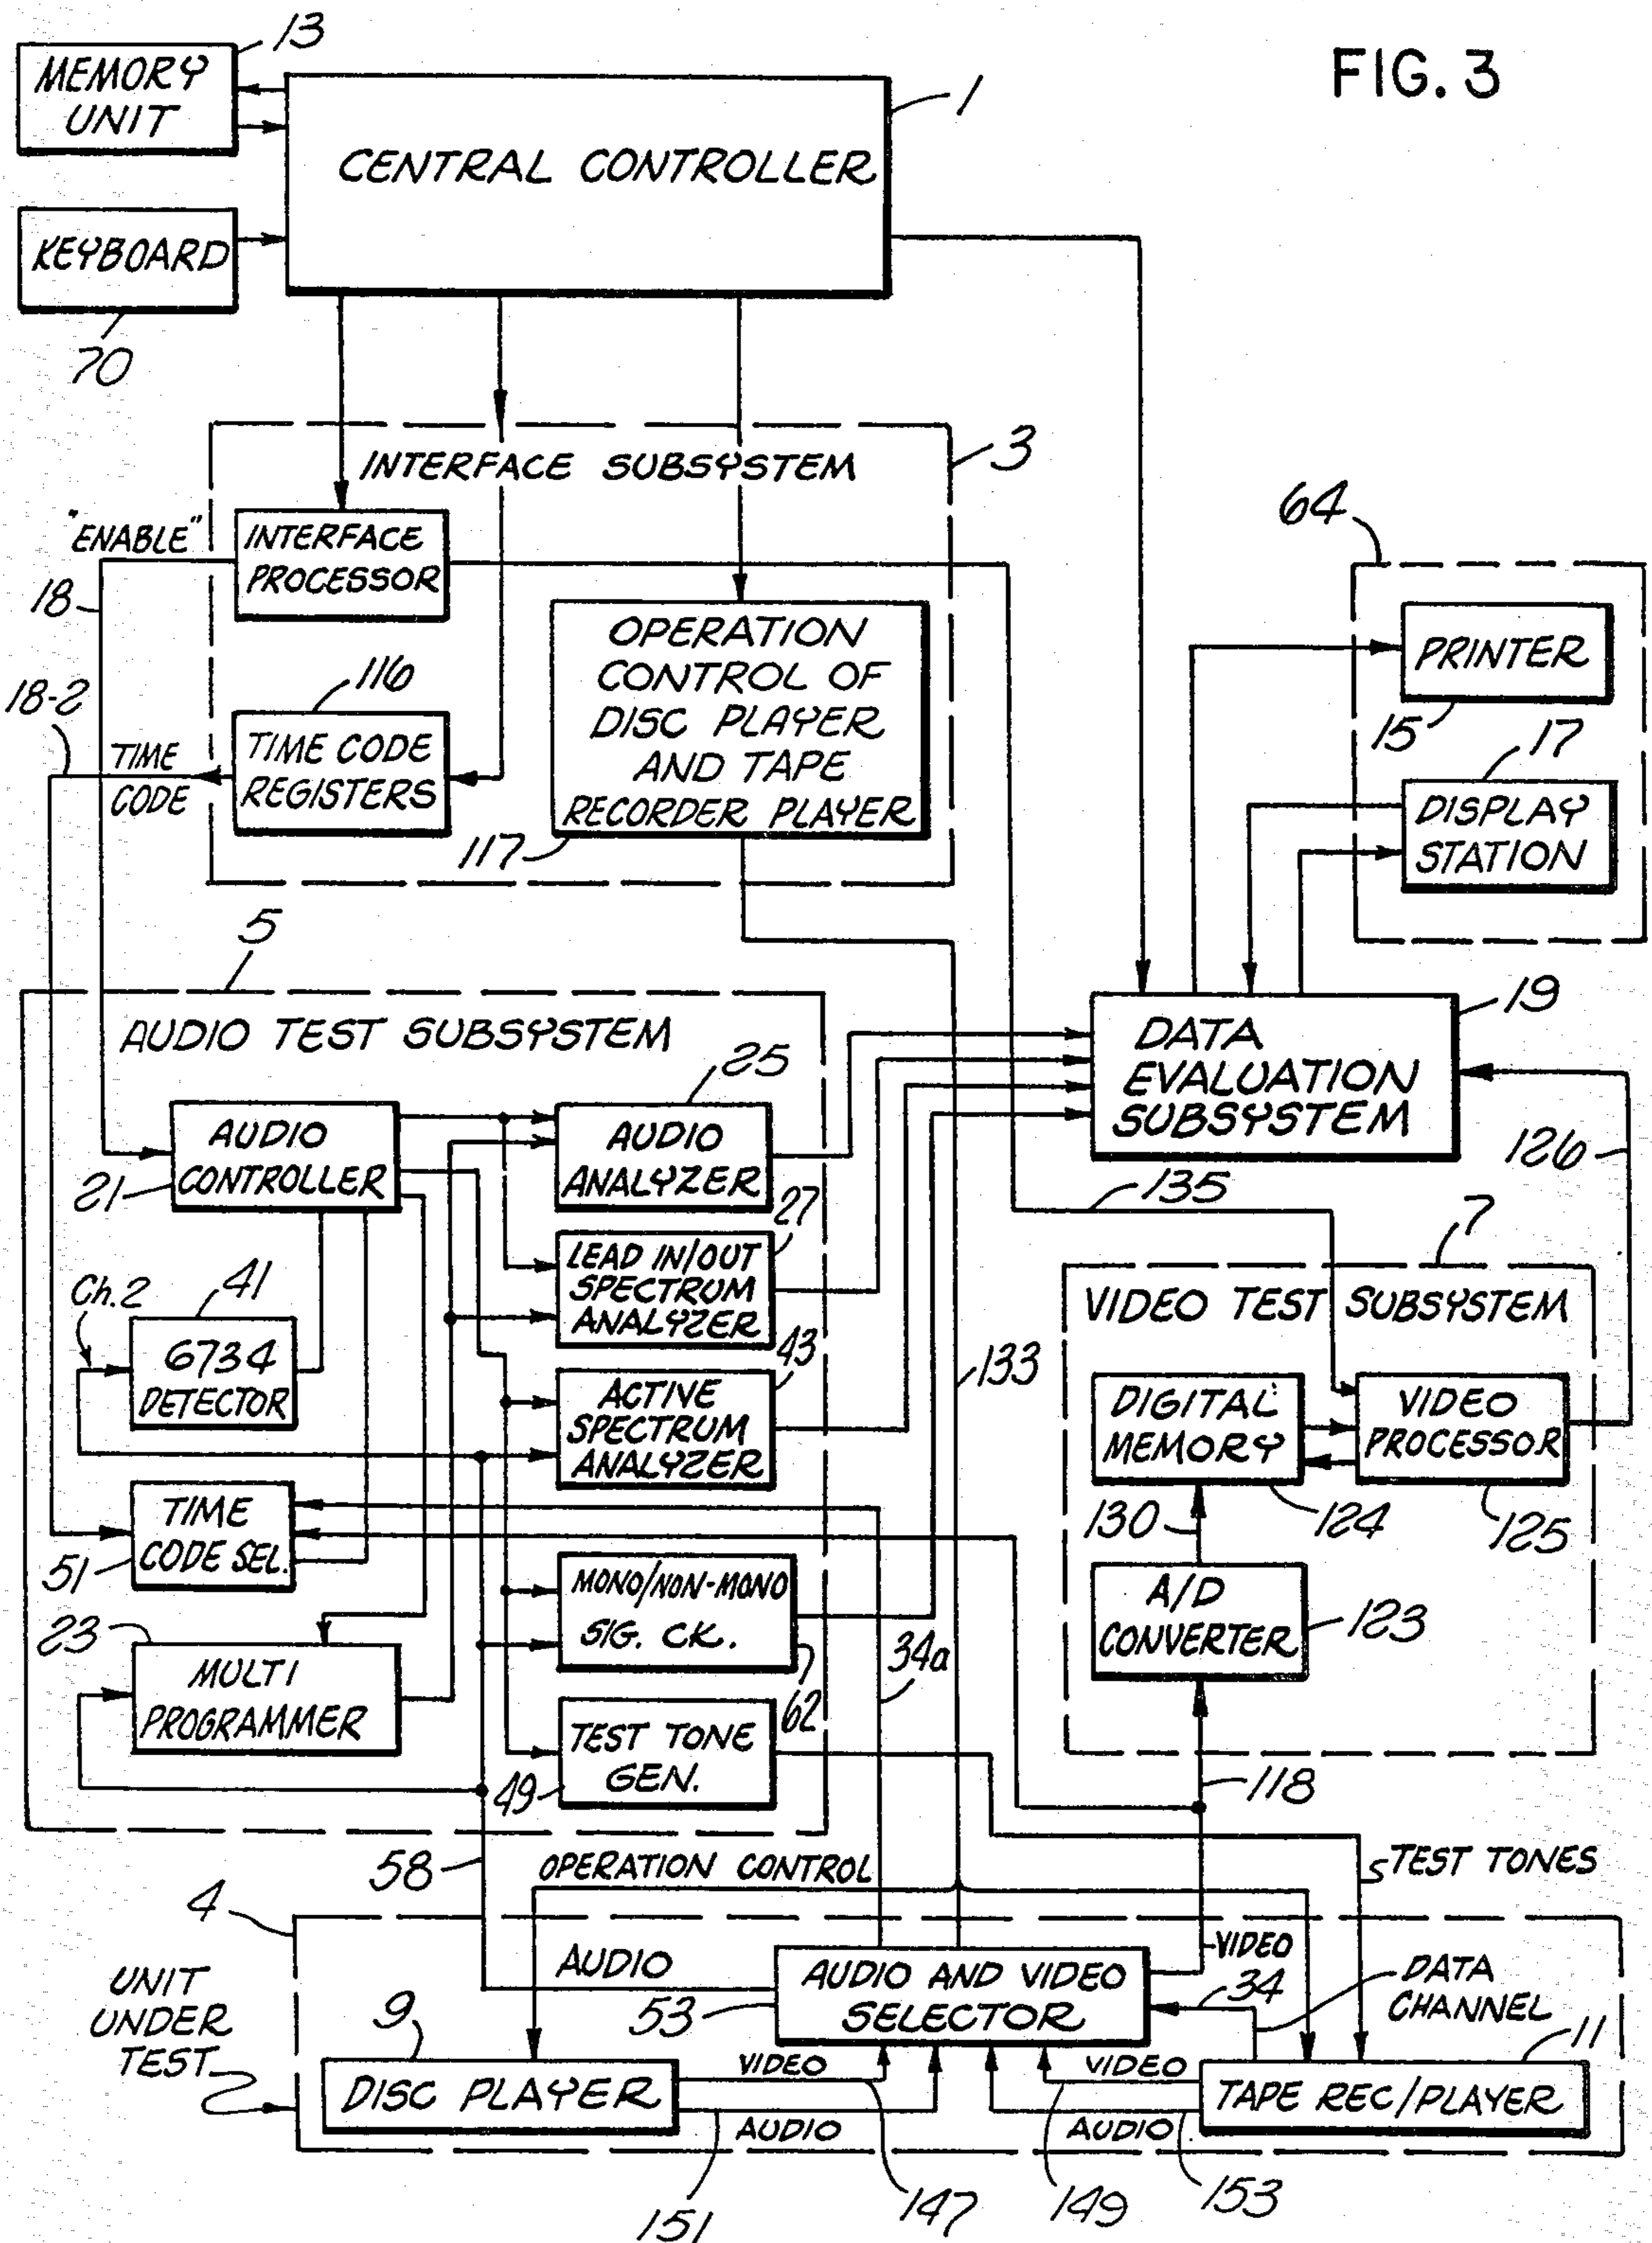 FIG. 3
13
MEMORY
UNIT
1
CENTRAL CONTROLLER
KEYBOARD
70
3
INTERFACE SUBSYSTEM
64
"ENABLE"
INTERFACE
PROCESSOR
18
OPERATION
CONTROL OF
DISC PLAYER
AND TAPE
RECORDER PLAYER
PRINTER
15
116
18-2
TIME
CODE
TIME CODE
REGISTERS
117
17
DISPLAY
STATION
5
AUDIO TEST SUBSYSTEM
19
DATA
EVALUATION
SUBSYSTEM
25
AUDIO
CONTROLLER
21
AUDIO
ANALYZER
126
135
27
LEAD IN/OUT
SPECTRUM
ANALYZER
7
VIDEO TEST SUBSYSTEM
Ch.2
41
6734
DETECTOR
43
ACTIVE
SPECTRUM
ANALYZER
133
DIGITAL
MEMORY
VIDEO
PROCESSOR
124
125
130
TIME
CODE SEL.
51
MONO/NON-MONO
SIG. CK.
62
A/D
CONVERTER
123
23
MULTI
PROGRAMMER
34a
TEST TONE
GEN.
49
118
58
OPERATION CONTROL
TEST TONES
4
AUDIO
AUDIO AND VIDEO
SELECTOR
53
VIDEO
34
DATA
CHANNEL
UNIT
UNDER
TEST
9
DISC PLAYER
VIDEO
AUDIO
VIDEO
AUDIO
11
TAPE REC/PLAYER
151
147
149
153